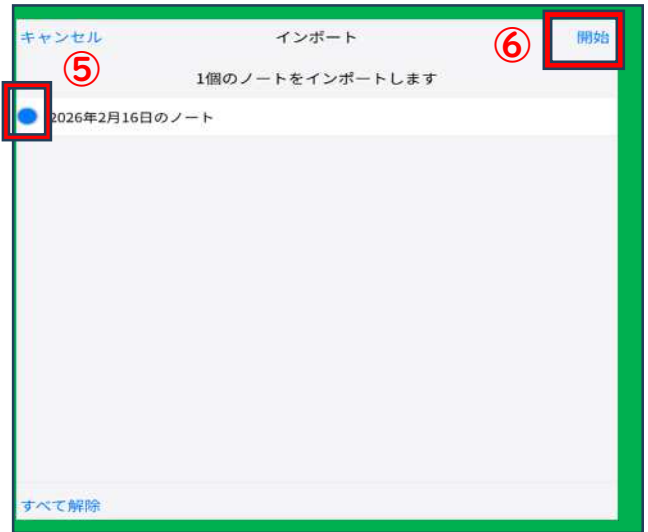 キャンセル インポート ⑥ 開始
⑤ 1個のノートをインポートします
2026年2月16日のノート
すべて解除